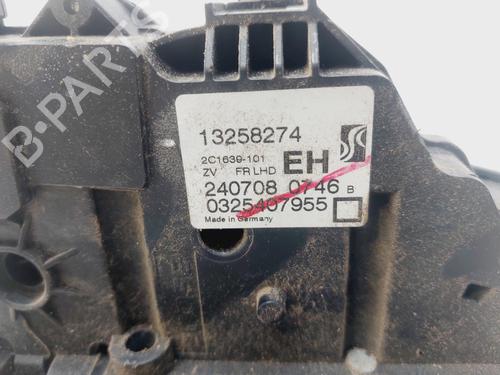 B-PARTS
13258274
2C1639-101 EH
ZV FR LHD
240708 0746 B
0325407955
Made in Germany